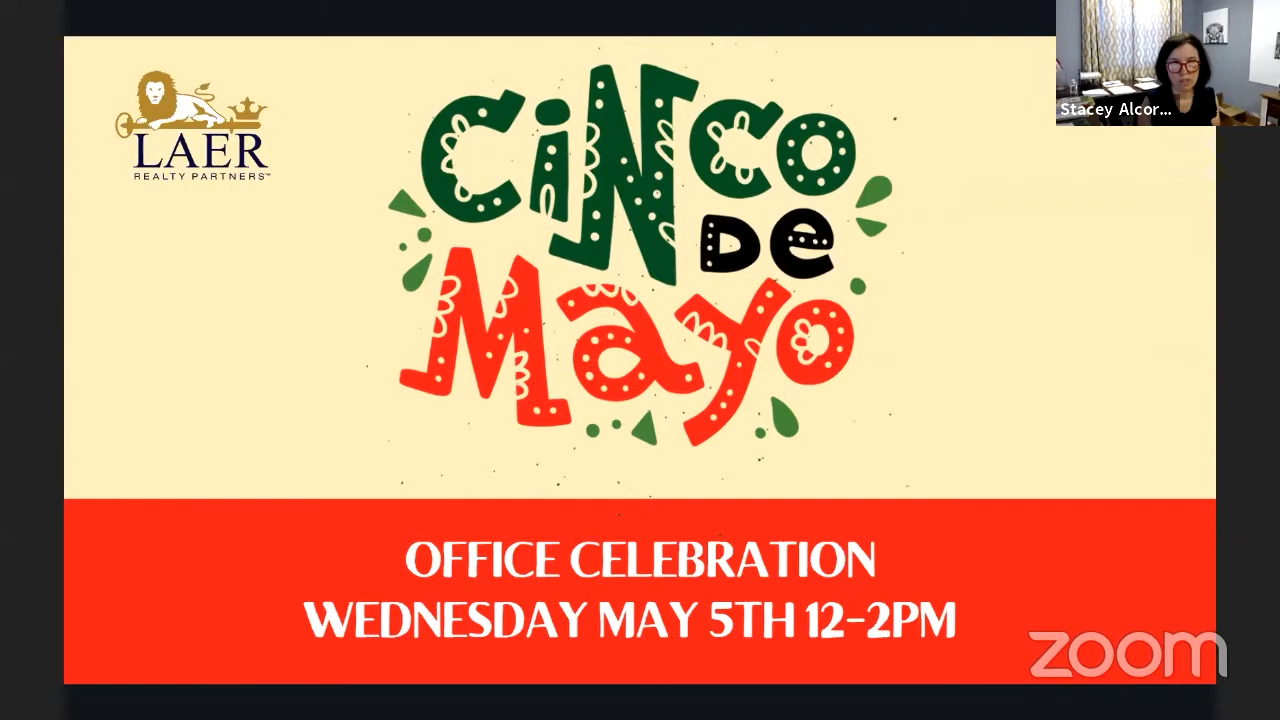 Stacey Alcor...
LAER
REALTY PARTNERS™
CiNCO
De
Mayo
OFFICE CELEBRATION
WEDNESDAY MAY 5TH 12-2PM
zoom